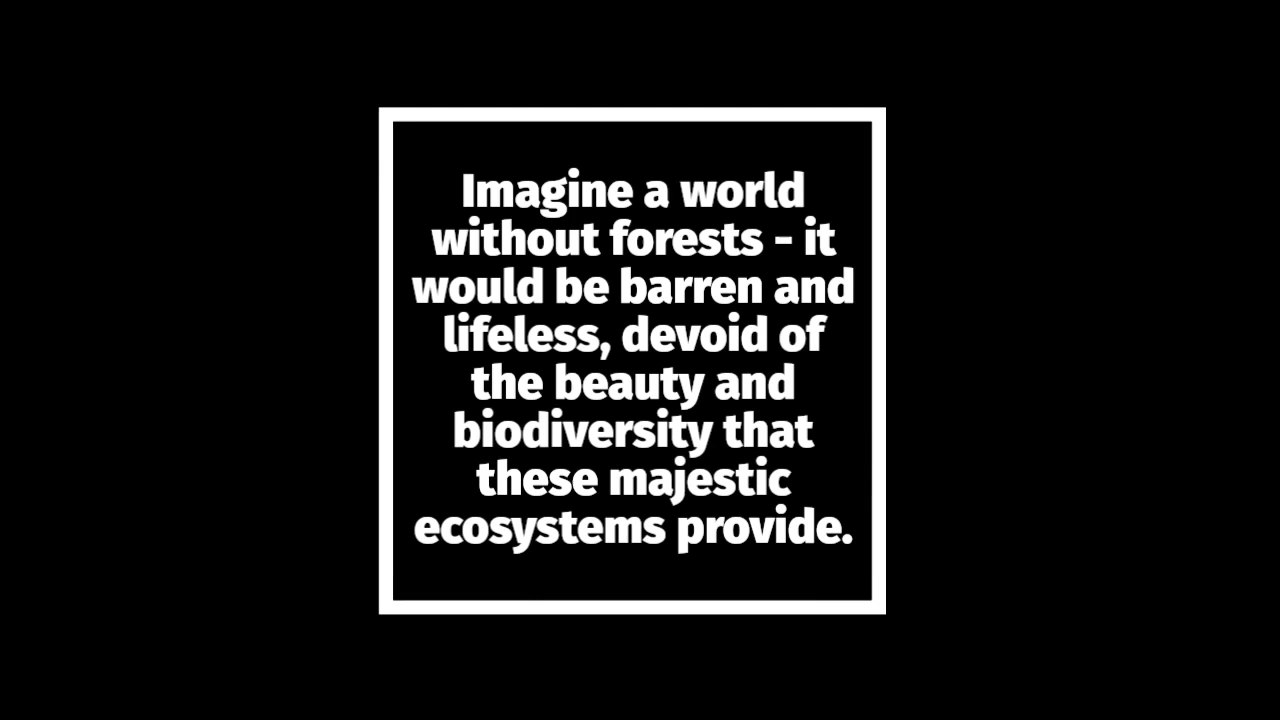 Imagine a world
without forests - it
would be barren and
lifeless, devoid of
the beauty and
biodiversity that
these majestic
ecosystems provide.